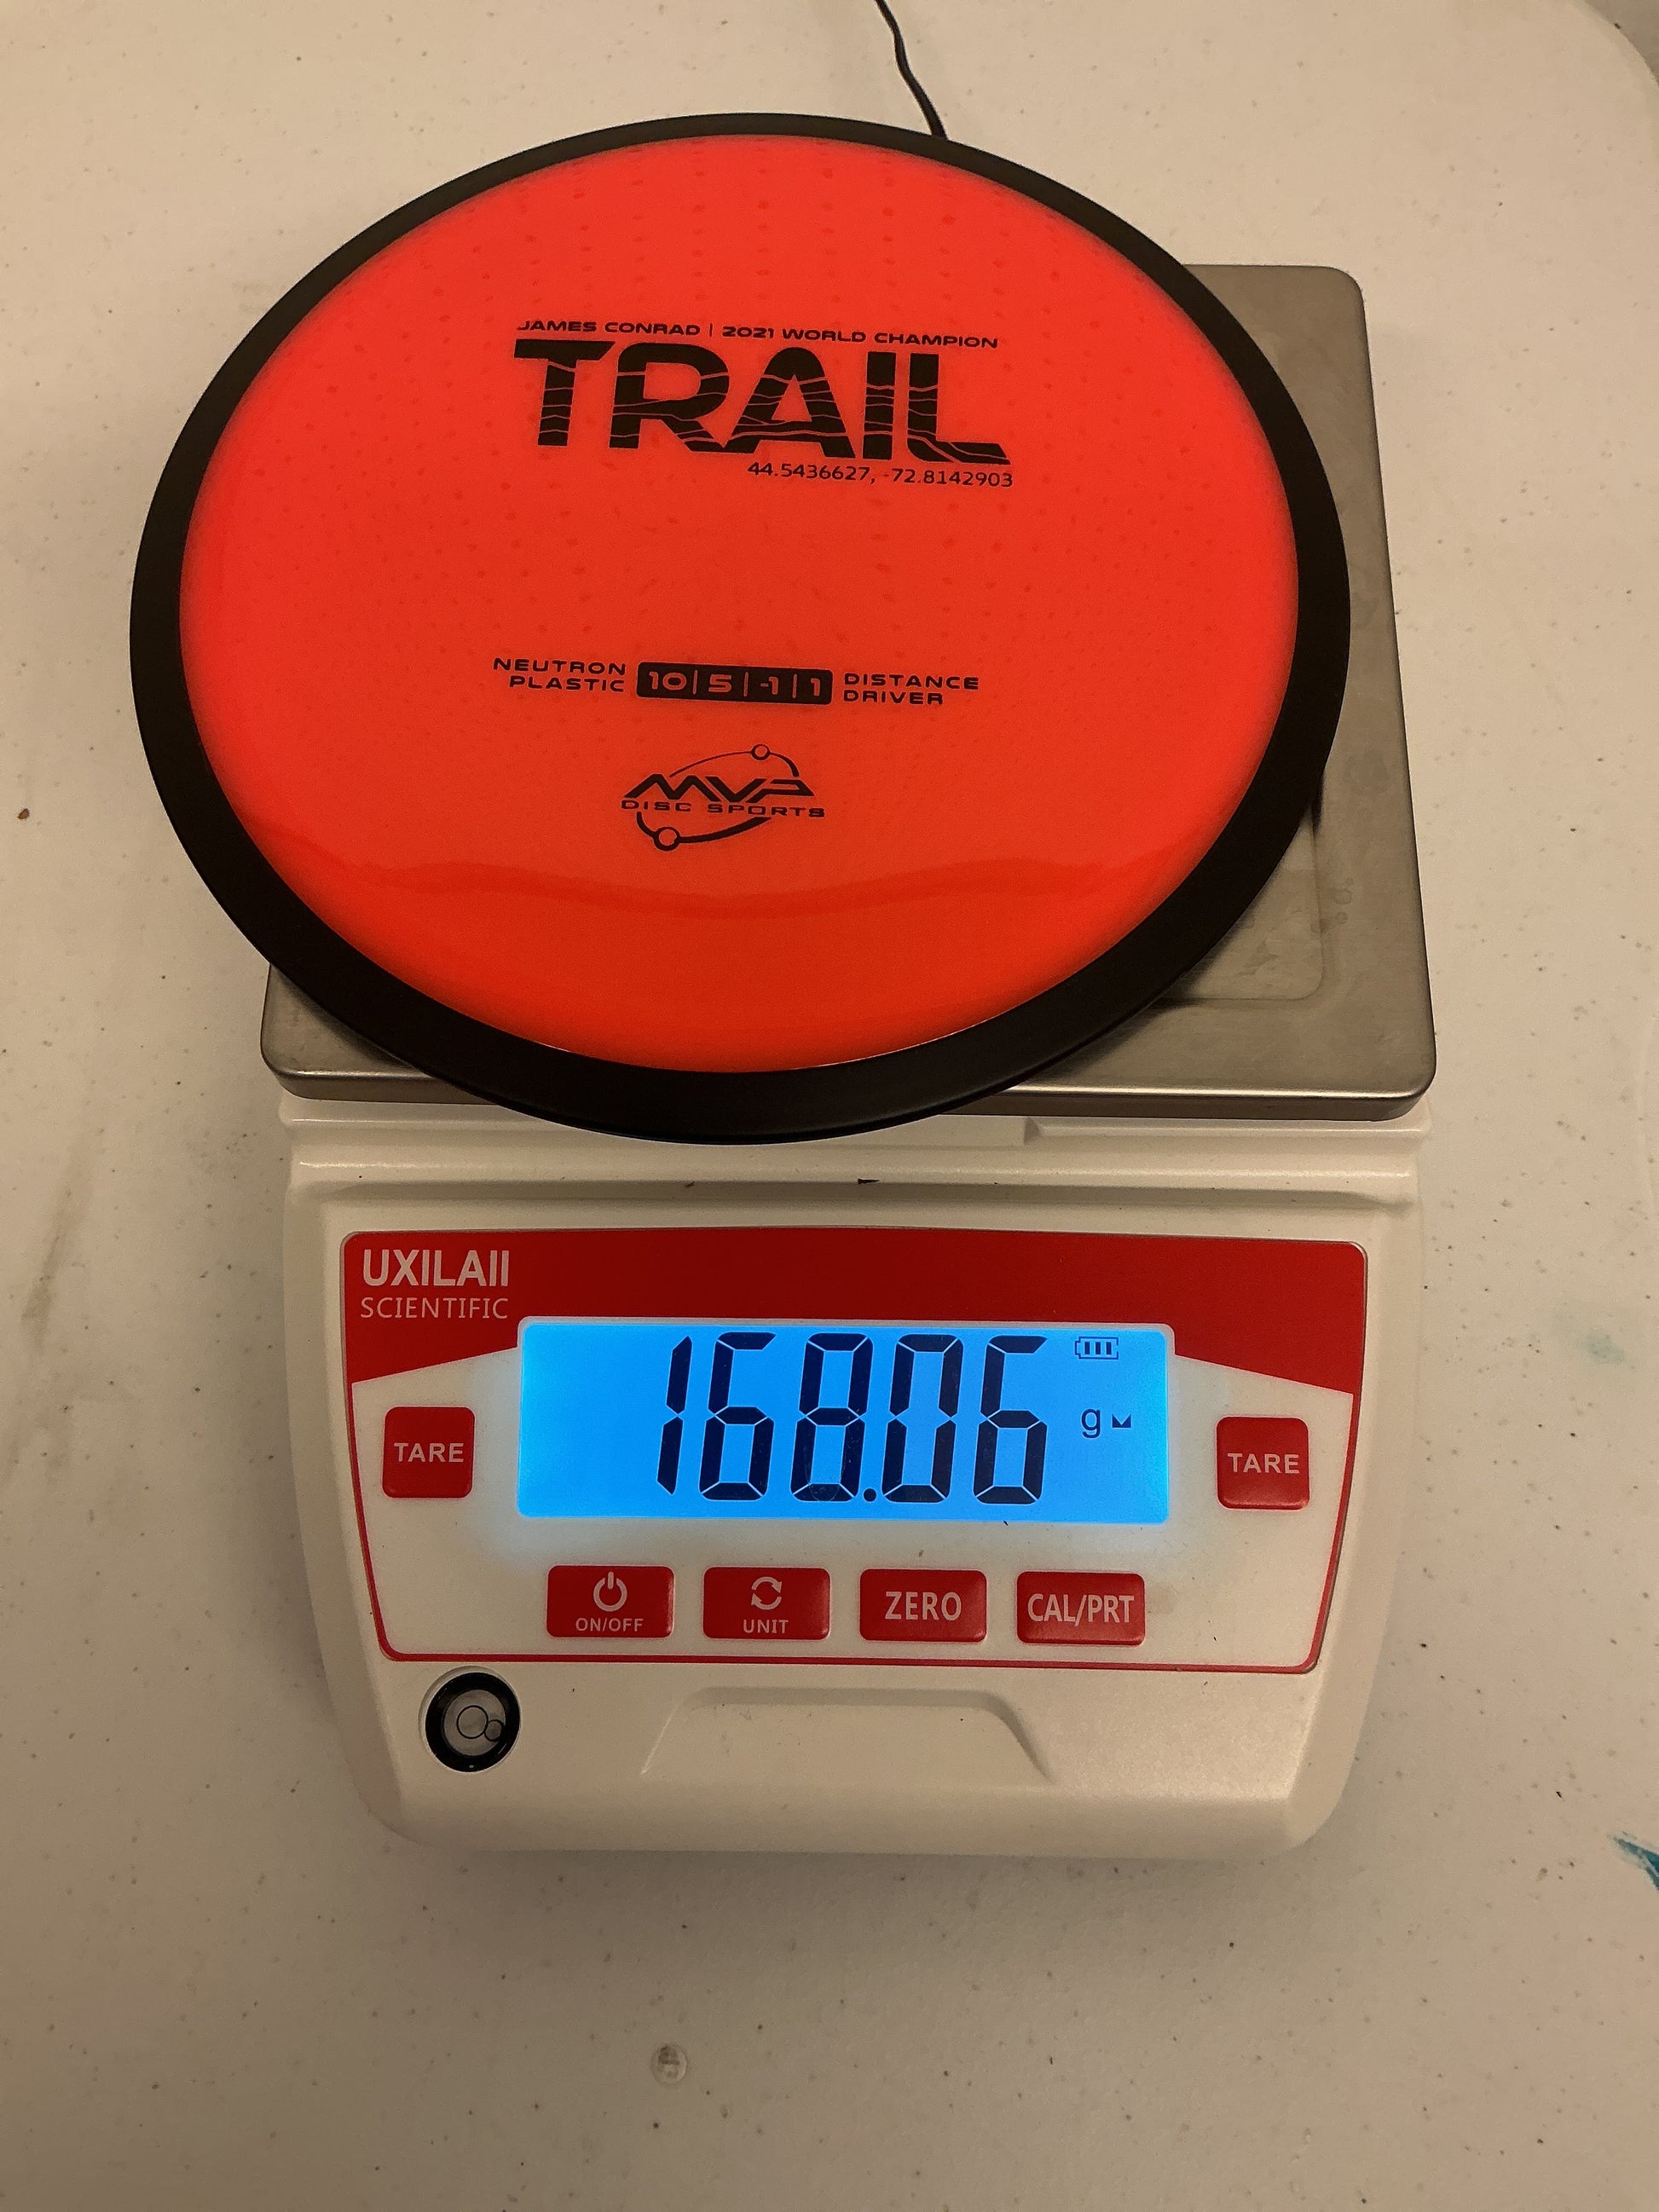 JAMES CONRAD | 2021 WORLD CHAMPION
TRAIL
44.5436627, -72.8142903
NEUTRON PLASTIC 10|5|-1|1 DISTANCE DRIVER
MVP
DISC SPORTS
UXILAII
SCIENTIFIC
168.06 g
TARE TARE
ON/OFF UNIT ZERO CAL/PRT